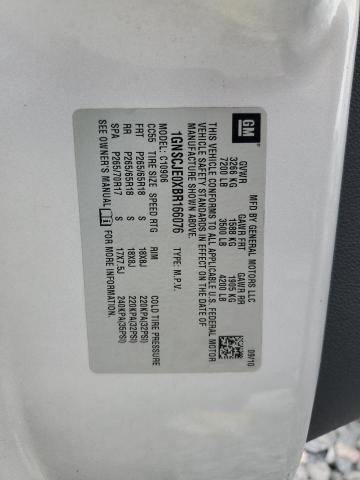 GM
MFD BY GENERAL MOTORS LLC
GVWR GAWR FRT GAWR RR
3266 KG 1588 KG 1905 KG
7200 LB 3500 LB 4200 LB
09/10
THIS VEHICLE CONFORMS TO ALL APPLICABLE U.S. FEDERAL MOTOR
VEHICLE SAFETY STANDARDS IN EFFECT ON THE DATE OF
MANUFACTURE SHOWN ABOVE.
1GNSCJE0XBR166076 TYPE: M.P.V.
C10906
CC55 TIRE SIZE SPEED RTG RIM COLD TIRE PRESSURE
FRT P265/65R18 S 18X8J 220KPA(32PSI)
RR P265/65R18 S 18X8J 220KPA(32PSI)
SPA P265/70R17 S 17X7.5J 240KPA(35PSI)
SEE OWNER'S MANUAL FOR MORE INFORMATION.